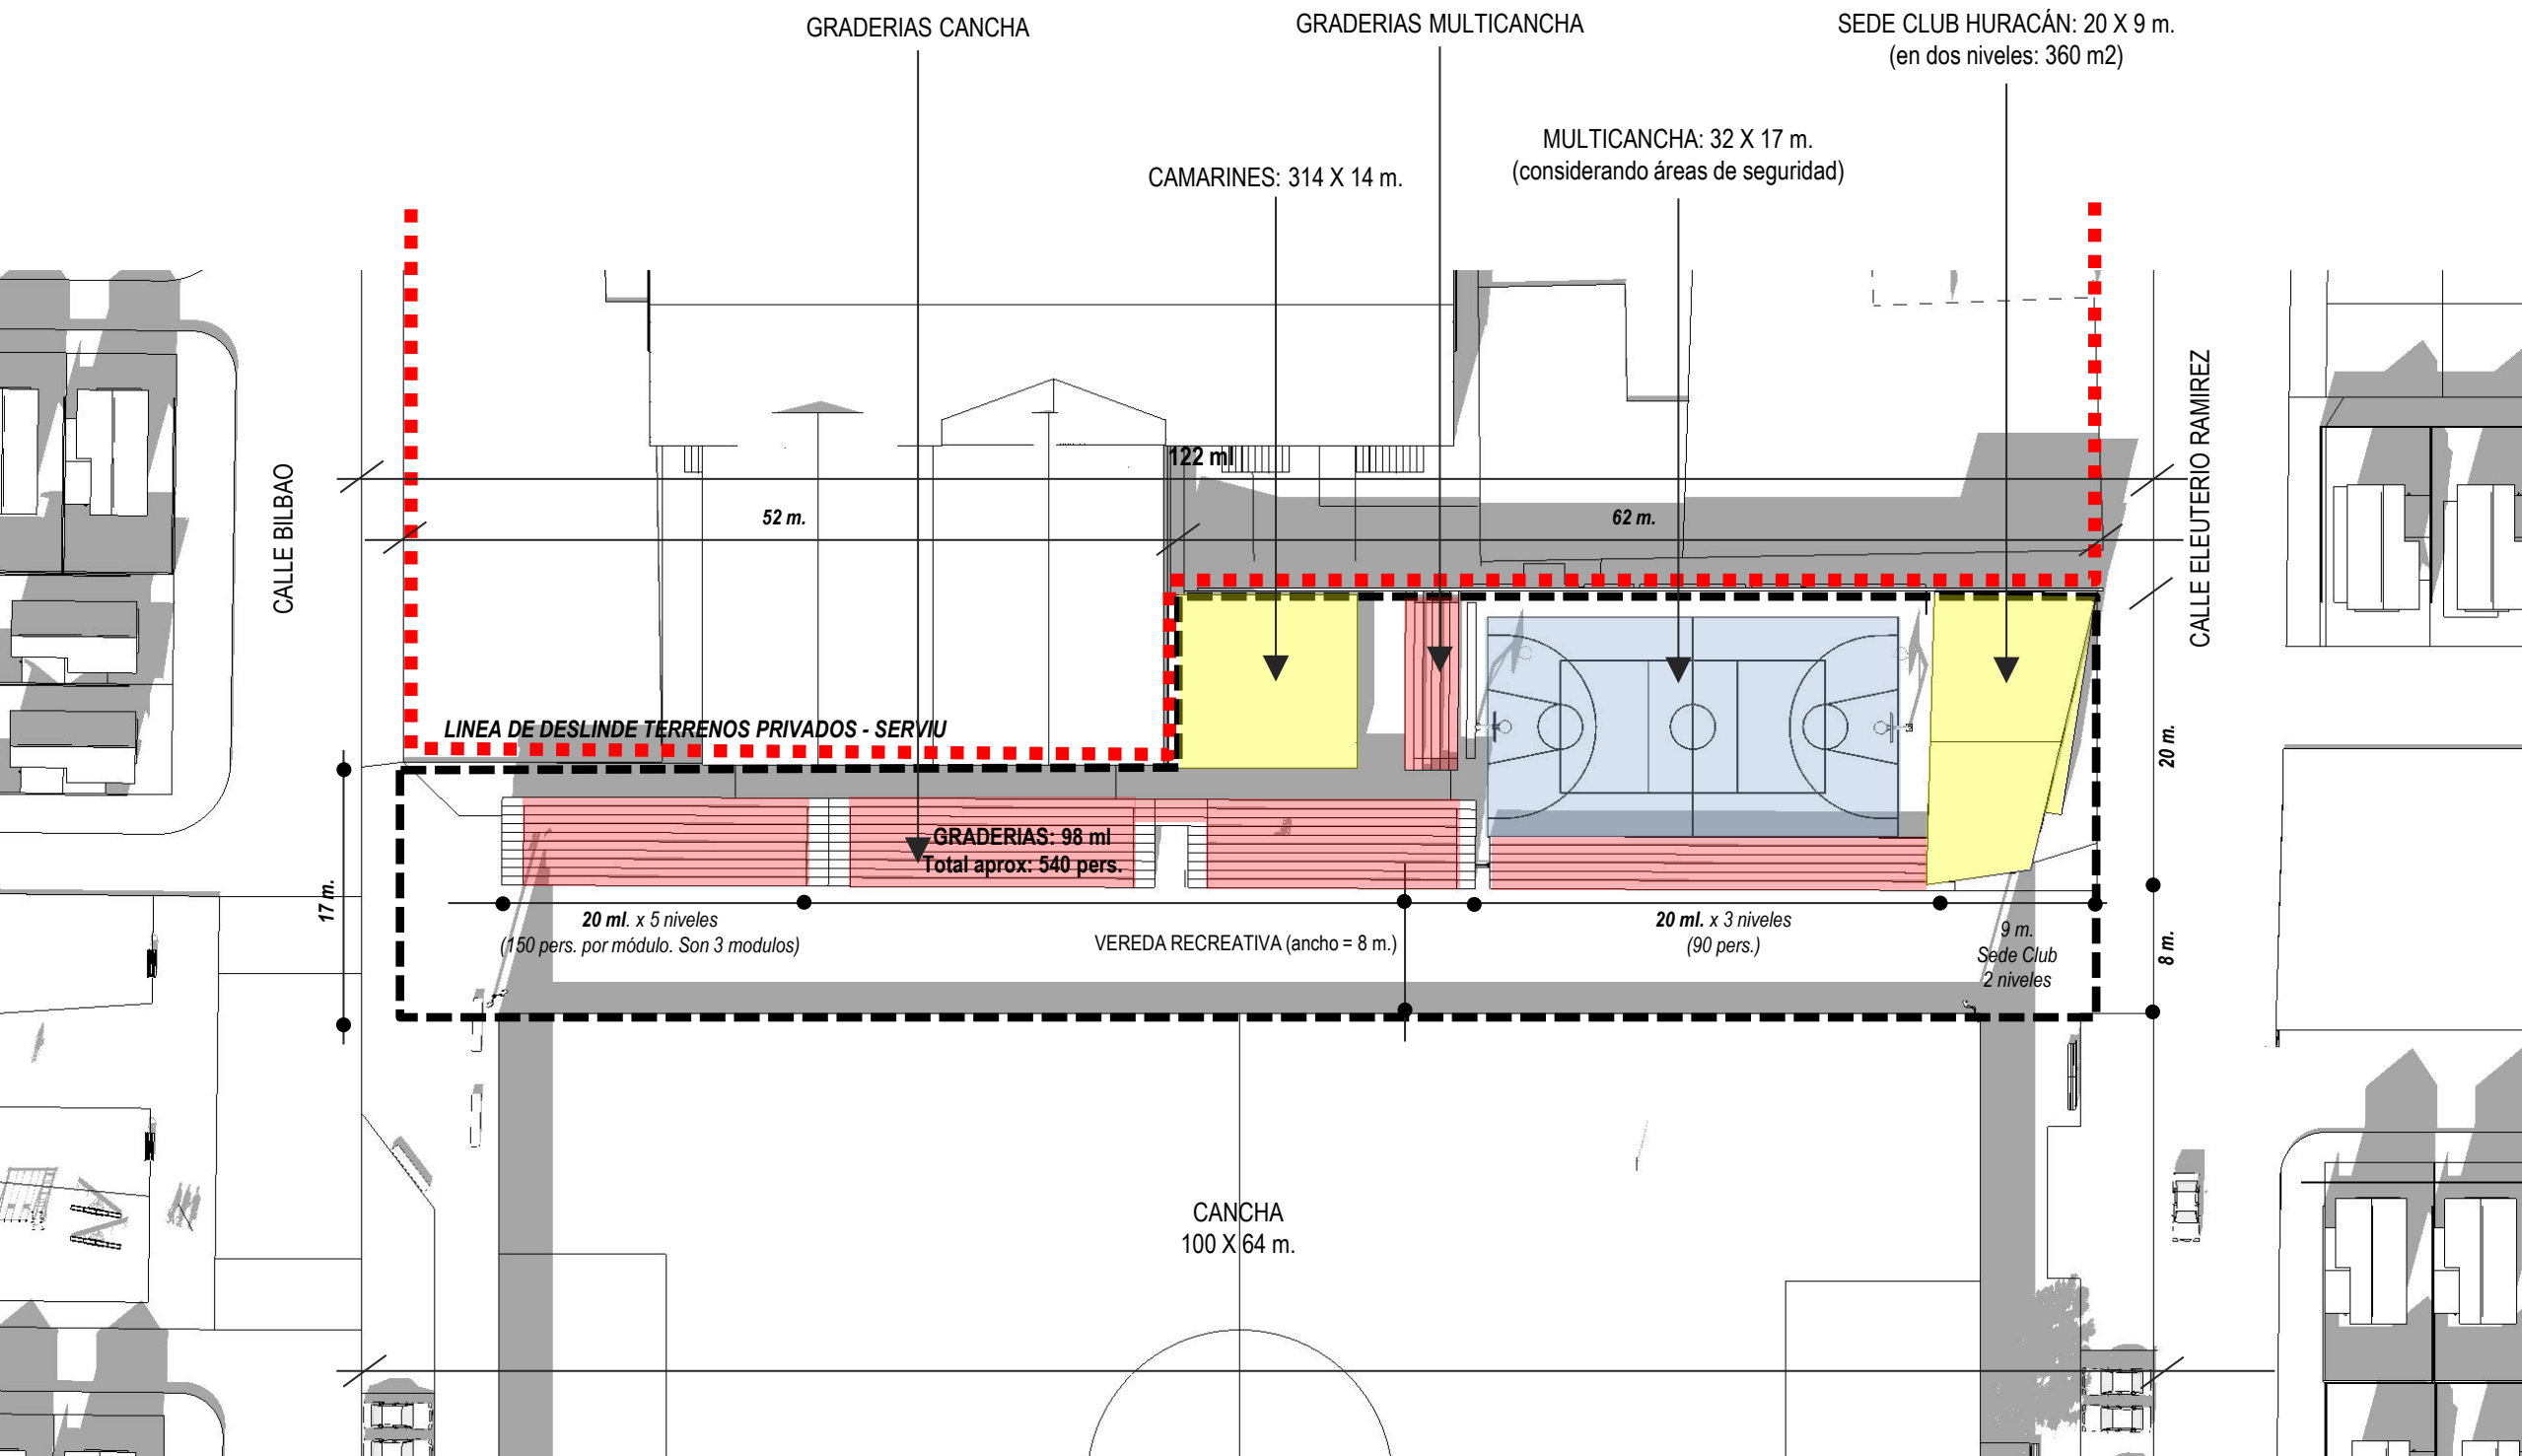 GRADERIAS CANCHA
GRADERIAS MULTICANCHA
SEDE CLUB HURACÁN: 20 X 9 m.
(en dos niveles: 360 m2)
MULTICANCHA: 32 X 17 m.
(considerando áreas de seguridad)
CAMARINES: 314 X 14 m.
CALLE BILBAO
CALLE ELEUTERIO RAMIREZ
122 ml
52 m.
62 m.
LINEA DE DESLINDE TERRENOS PRIVADOS - SERVIU
20 m.
GRADERIAS: 98 ml
Total aprox: 540 pers.
17 m.
20 ml. x 5 niveles
(150 pers. por módulo. Son 3 modulos)
VEREDA RECREATIVA (ancho = 8 m.)
20 ml. x 3 niveles
(90 pers.)
9 m.
Sede Club
2 niveles
8 m.
CANCHA
100 X 64 m.